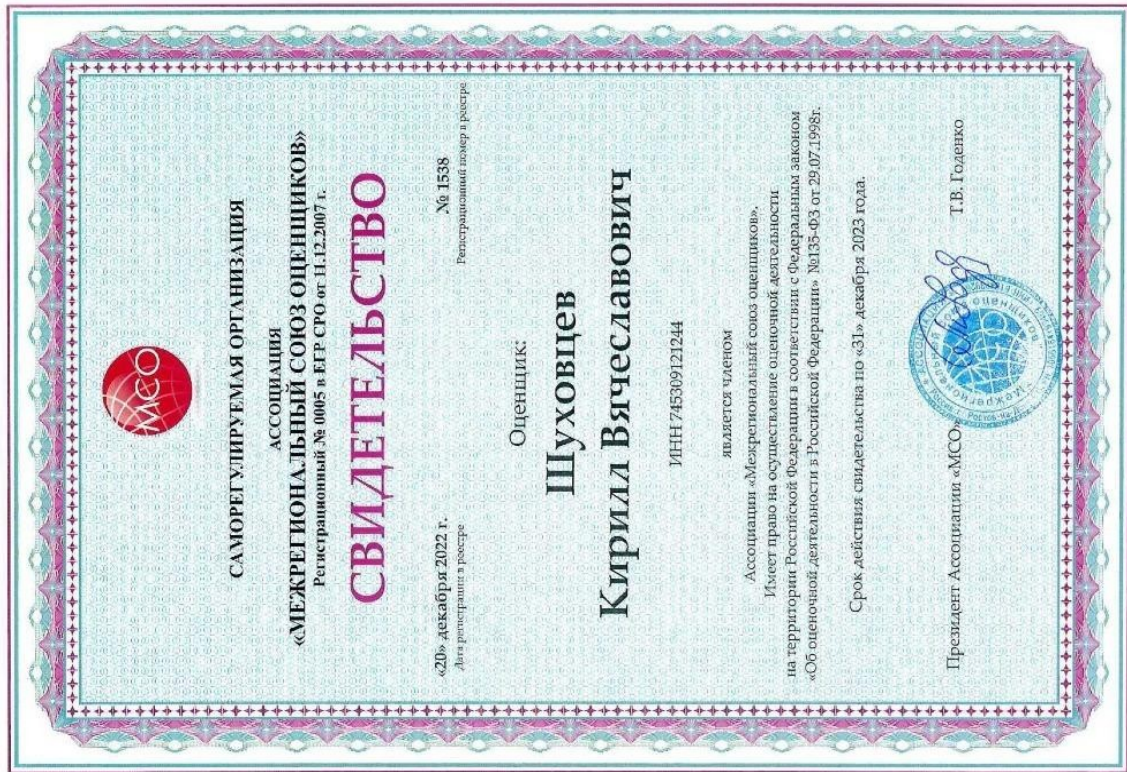 МСО
САМОРЕГУЛИРУЕМАЯ ОРГАНИЗАЦИЯ
АССОЦИАЦИЯ
«МЕЖРЕГИОНАЛЬНЫЙ СОЮЗ ОЦЕНЩИКОВ»
Регистрационный № 0005 в ЕГР СРО от 11.12.2007 г.
СВИДЕТЕЛЬСТВО
«20» декабря 2022 г. № 1538
Дата регистрации в реестре Регистрационный номер в реестре
Оценщик:
Шуховцев
Кирилл Вячеславович
ИНН 745309121244
является членом
Ассоциации «Межрегиональный союз оценщиков».
Имеет право на осуществление оценочной деятельности
на территории Российской Федерации в соответствии с Федеральным законом
«Об оценочной деятельности в Российской Федерации» №135-ФЗ от 29.07.1998г.
Срок действия свидетельства по «31» декабря 2023 года.
Президент Ассоциации «МСО» Т.В. Годенко